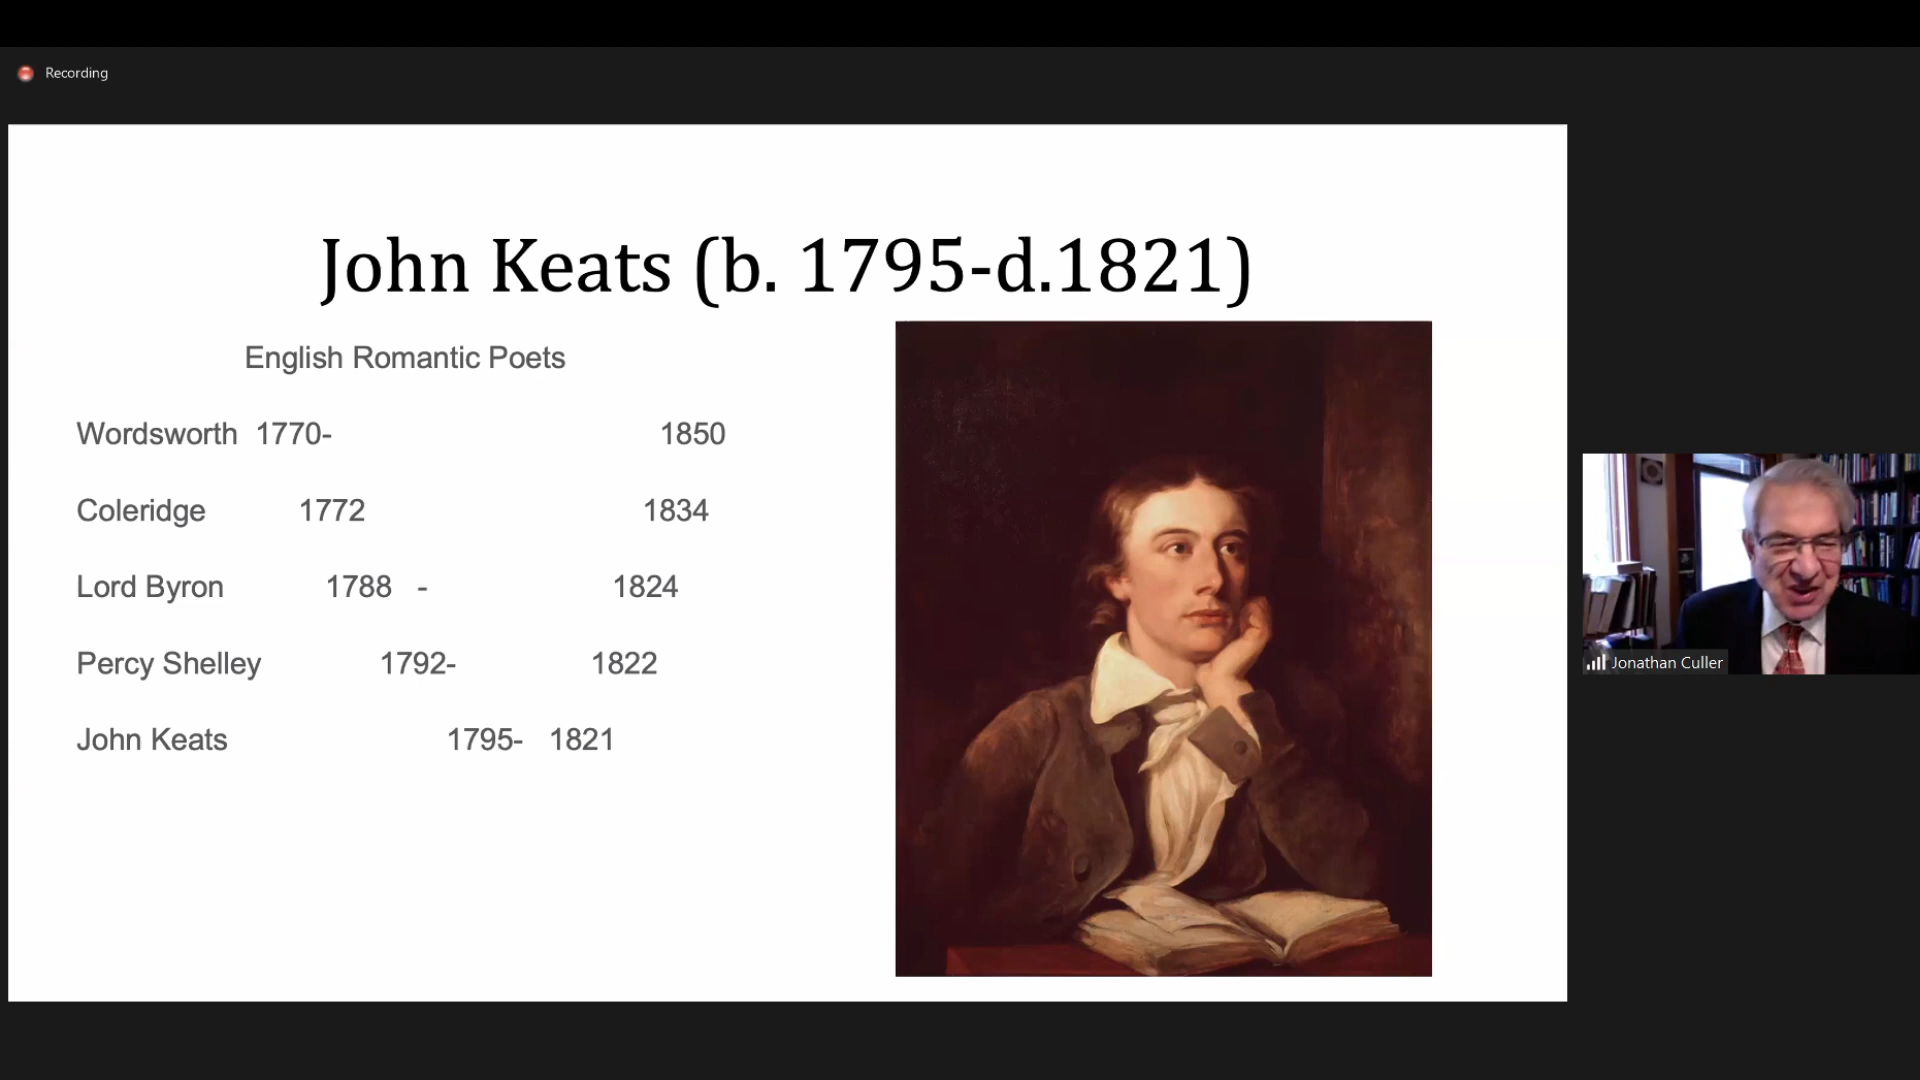 Recording
John Keats (b. 1795-d.1821)
English Romantic Poets
Wordsworth 1770- 1850
Coleridge 1772 1834
Lord Byron 1788 - 1824
Percy Shelley 1792- 1822
John Keats 1795- 1821
Jonathan Culler